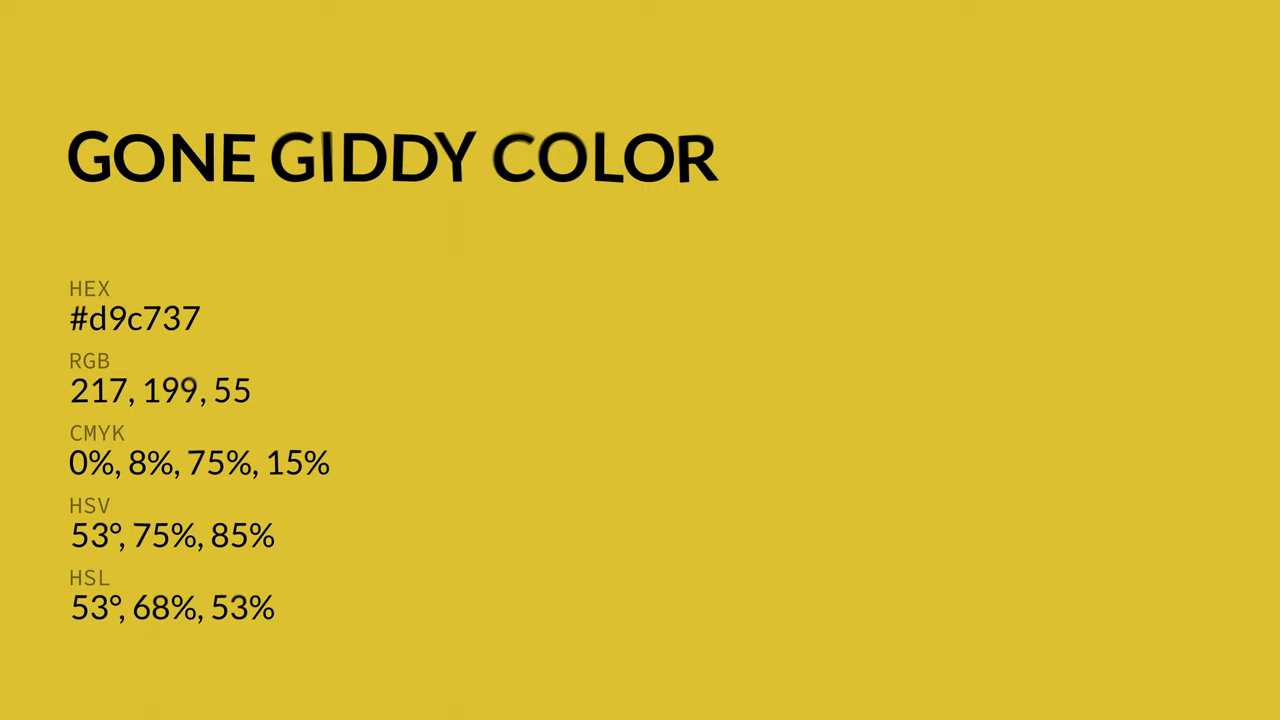 GONE GIDDY COLOR
HEX
#d9c737
RGB
217, 199, 55
CMYK
0%, 8%, 75%, 15%
HSV
53°, 75%, 85%
HSL
53°, 68%, 53%